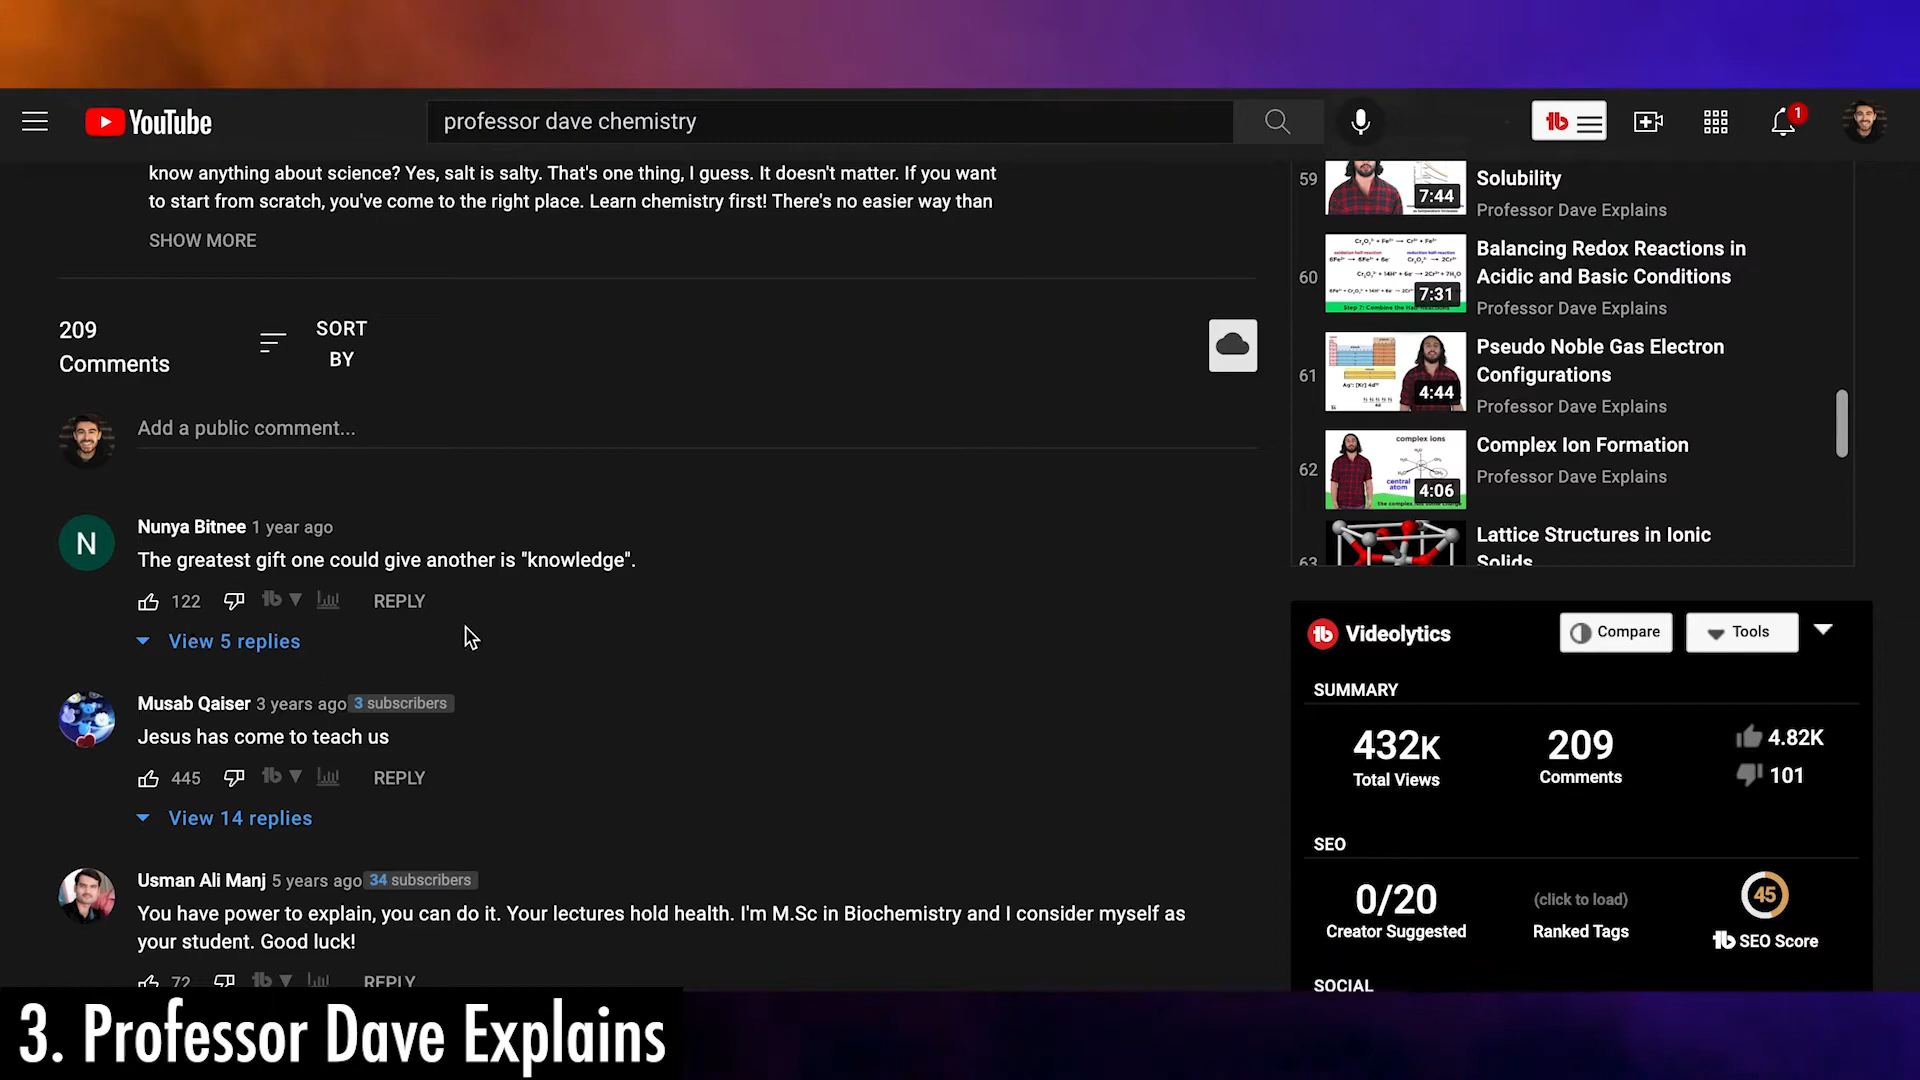 YouTube
professor dave chemistry
1
know anything about science? Yes, salt is salty. That's one thing, I guess. It doesn't matter. If you want
to start from scratch, you've come to the right place. Learn chemistry first! There's no easier way than
SHOW MORE
209
Comments
SORT
BY
Add a public comment...
N
Nunya Bitnee 1 year ago
The greatest gift one could give another is "knowledge".
122
REPLY
View 5 replies
Musab Qaiser 3 years ago 3 subscribers
Jesus has come to teach us
445
REPLY
View 14 replies
Usman Ali Manj 5 years ago 34 subscribers
You have power to explain, you can do it. Your lectures hold health. I'm M.Sc in Biochemistry and I consider myself as
your student. Good luck!
72
REPLY
59
7:44
Solubility
Professor Dave Explains
60
7:31
Balancing Redox Reactions in
Acidic and Basic Conditions
Professor Dave Explains
61
4:44
Pseudo Noble Gas Electron
Configurations
Professor Dave Explains
62
complex ions
central
atom
4:06
Complex Ion Formation
Professor Dave Explains
63
Lattice Structures in Ionic
Solids
Videolytics
Compare
Tools
SUMMARY
432K
Total Views
209
Comments
4.82K
101
SEO
0/20
Creator Suggested
(click to load)
Ranked Tags
45
SEO Score
SOCIAL
3. Professor Dave Explains